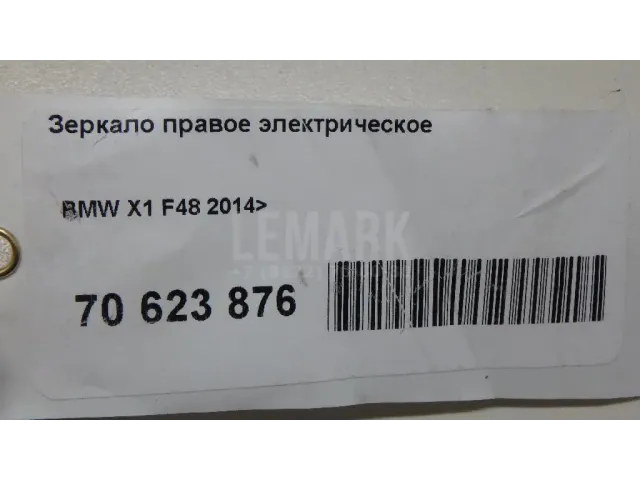 Зеркало правое электрическое
BMW X1 F48 2014>
LEMARK
70 623 876